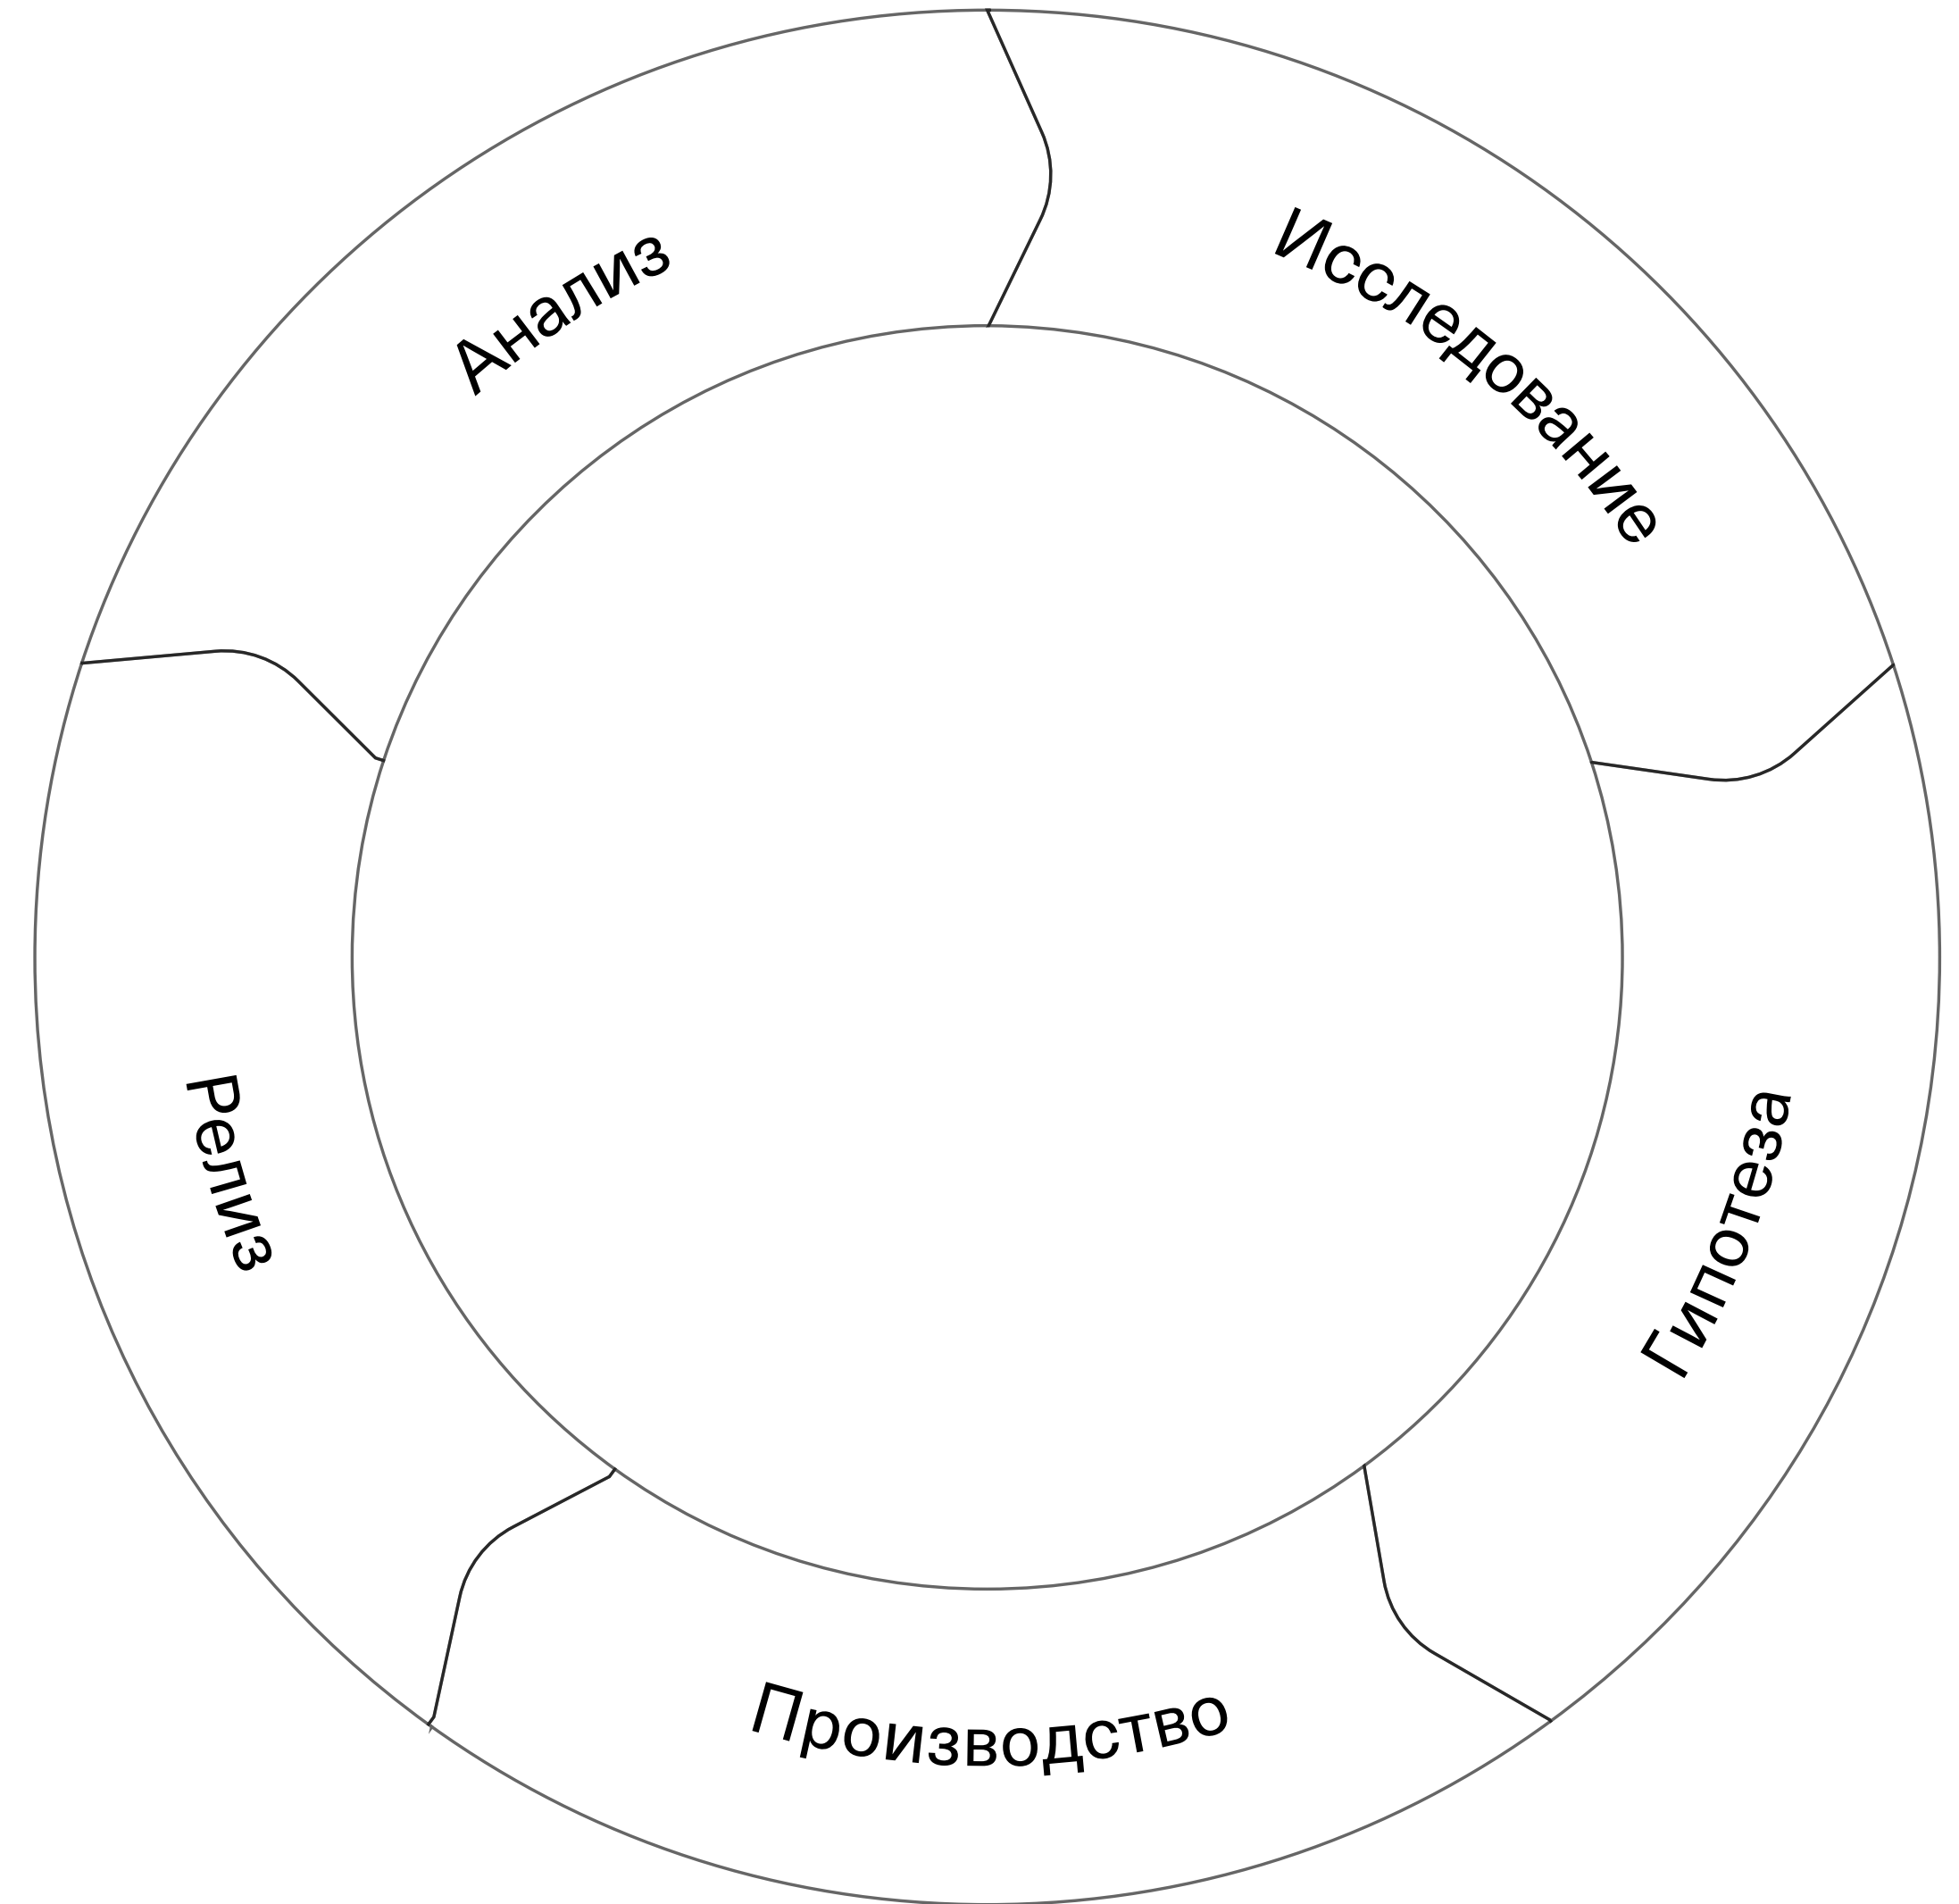 Анализ
Исследование
Гипотеза
Производство
Релиз